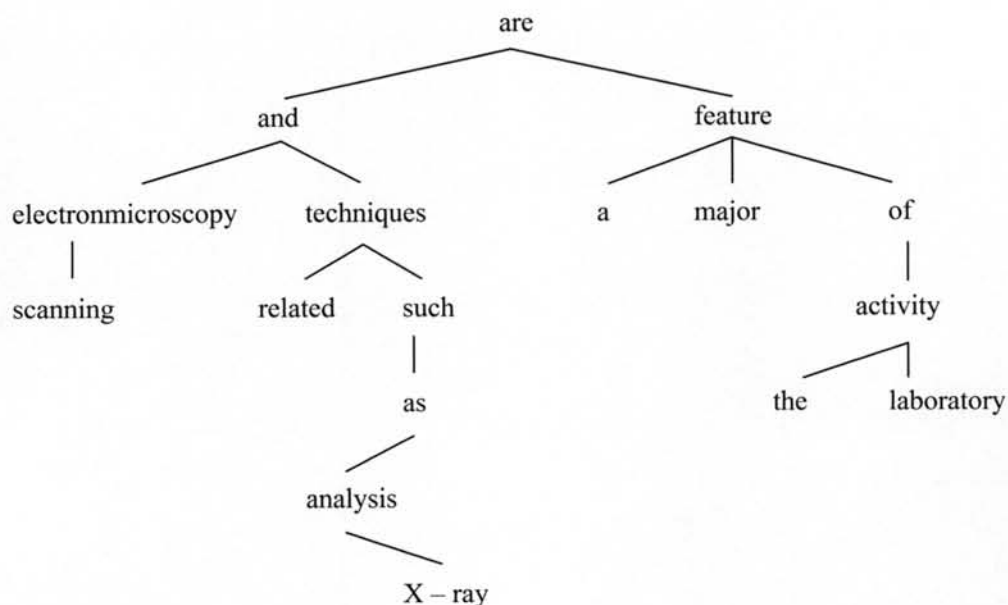 are
and feature
electronmicroscopy techniques a major of
scanning related such activity
as the laboratory
analysis
X – ray